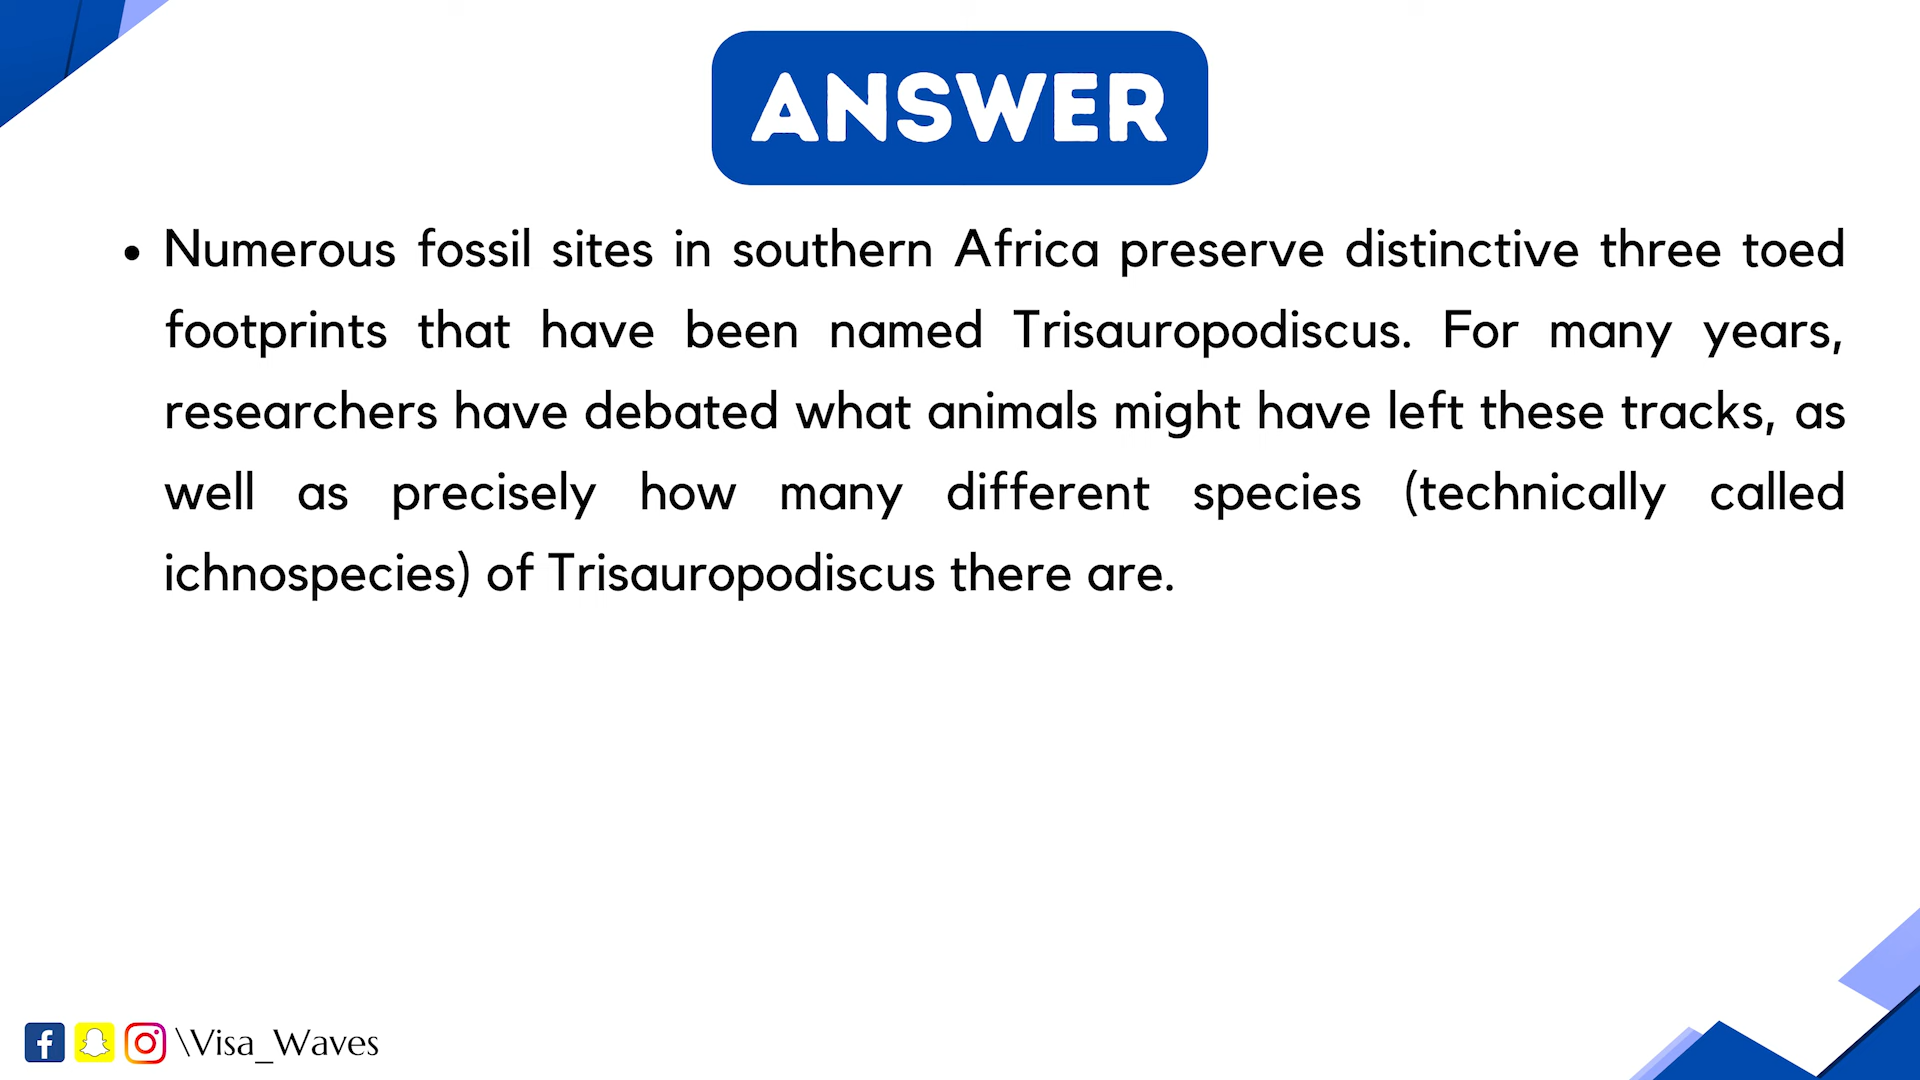 ANSWER
• Numerous fossil sites in southern Africa preserve distinctive three toed
footprints that have been named Trisauropodiscus. For many years,
researchers have debated what animals might have left these tracks, as
well as precisely how many different species (technically called
ichnospecies) of Trisauropodiscus there are.
\Visa_Waves